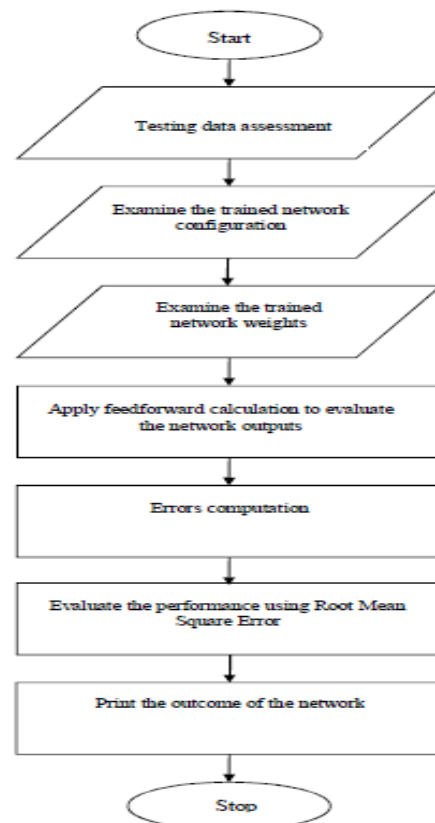 Start
Testing data assessment
Examine the trained network
configuration
Examine the trained
network weights
Apply feedforward calculation to evaluate
the network outputs
Errors computation
Evaluate the performance using Root Mean
Square Error
Print the outcome of the network
Stop